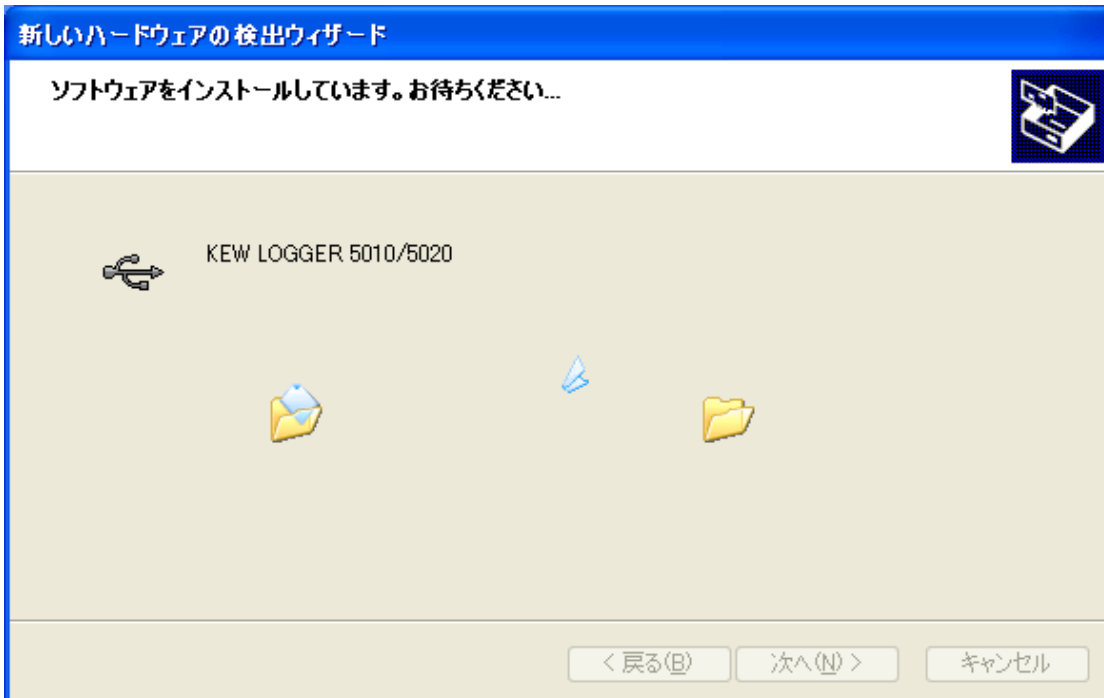 新しいハードウェアの検出ウィザード
ソフトウェアをインストールしています。お待ちください...
KEW LOGGER 5010/5020
< 戻る(B)
次へ(N) >
キャンセル